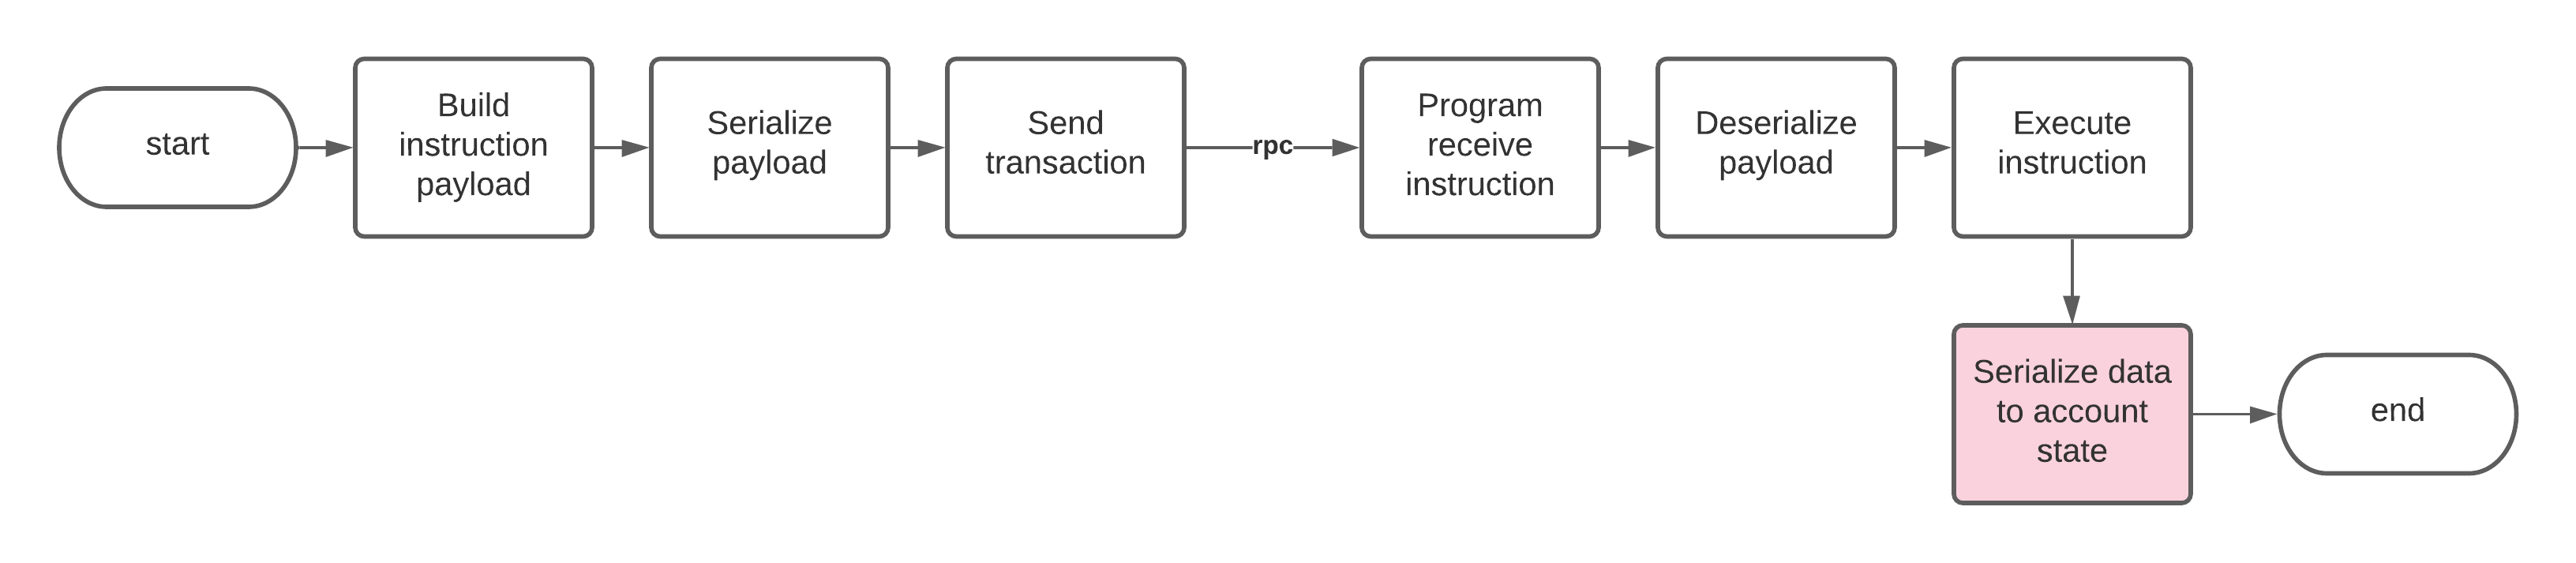 start
Build
instruction
payload
Serialize
payload
Send
transaction
rpc
Program
receive
instruction
Deserialize
payload
Execute
instruction
Serialize data
to account
state
end